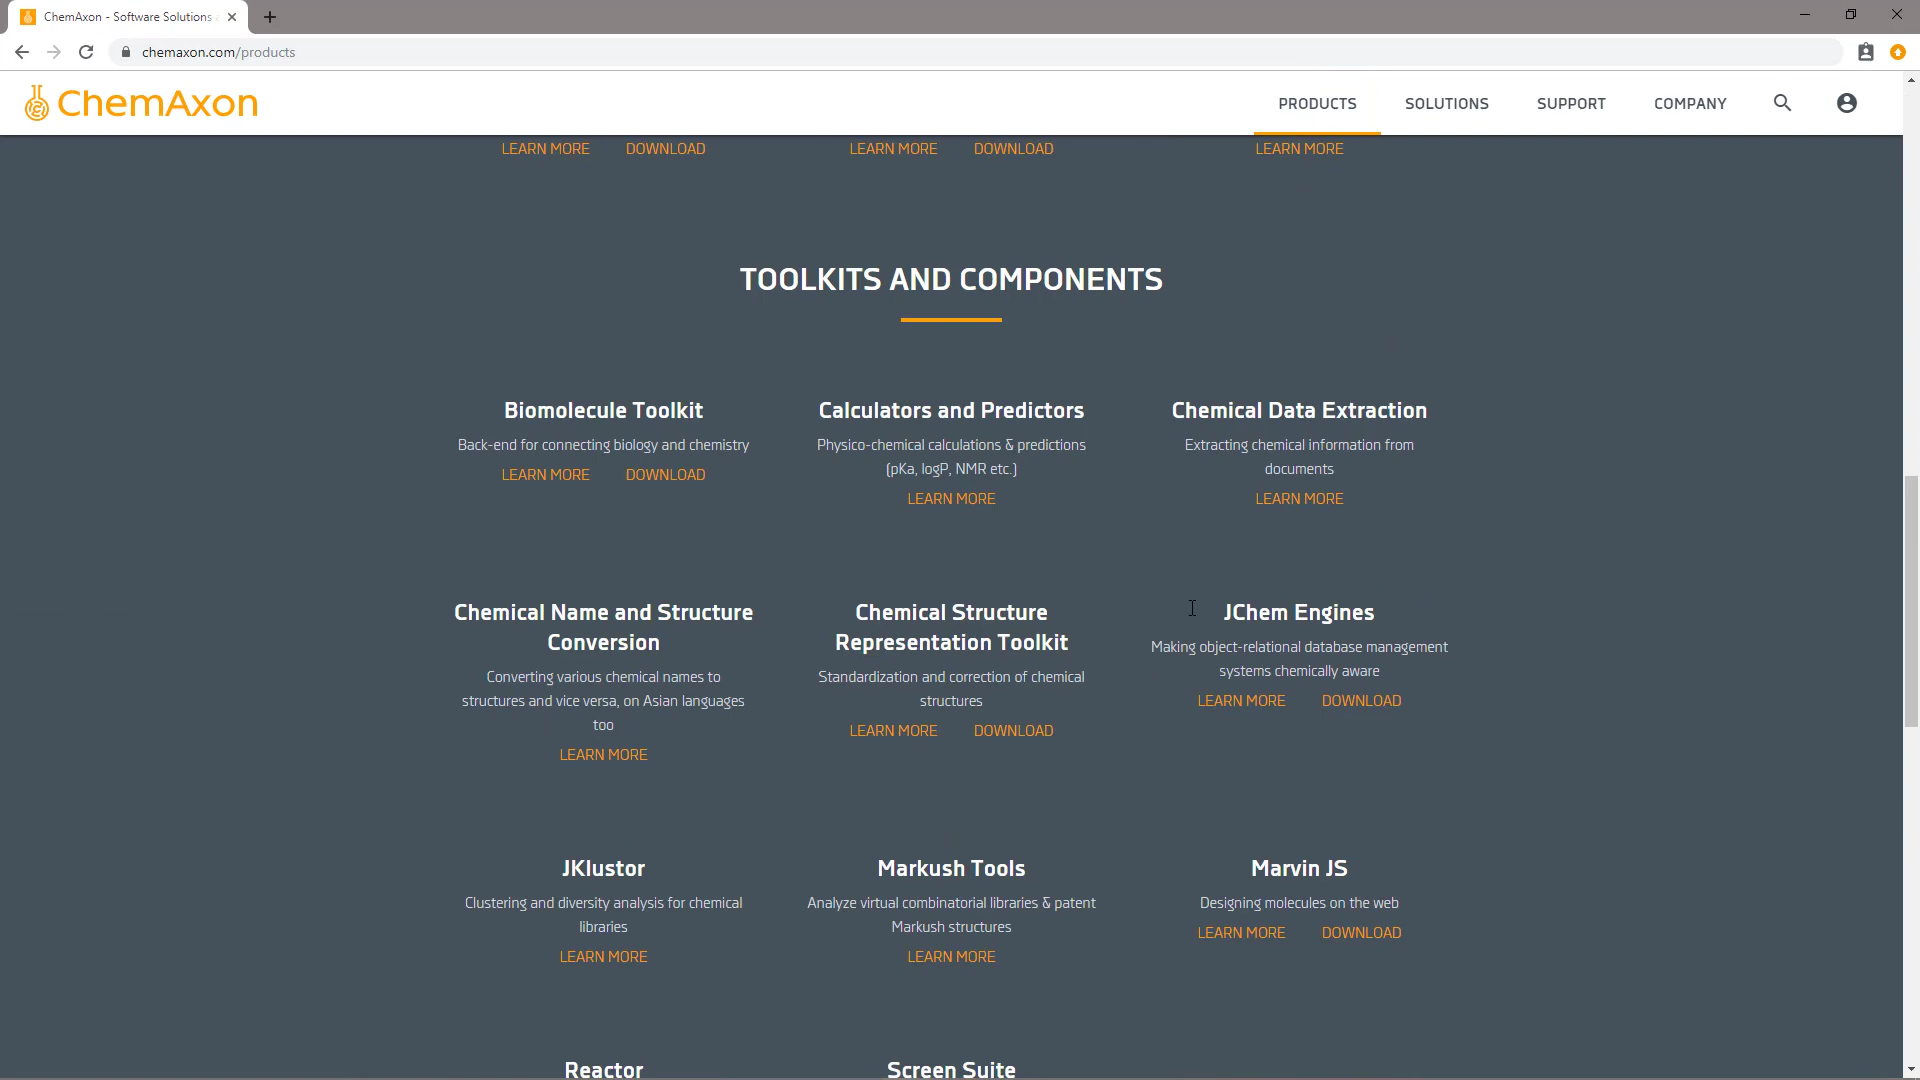 ChemAxon - Software Solutions
chemaxon.com/products
ChemAxon
PRODUCTS
SOLUTIONS
SUPPORT
COMPANY
LEARN MORE DOWNLOAD
LEARN MORE DOWNLOAD
LEARN MORE
TOOLKITS AND COMPONENTS
Biomolecule Toolkit
Back-end for connecting biology and chemistry
LEARN MORE DOWNLOAD
Calculators and Predictors
Physico-chemical calculations & predictions
(pKa, logP, NMR etc.)
LEARN MORE
Chemical Data Extraction
Extracting chemical information from
documents
LEARN MORE
Chemical Name and Structure
Conversion
Converting various chemical names to
structures and vice versa, on Asian languages
too
LEARN MORE
Chemical Structure
Representation Toolkit
Standardization and correction of chemical
structures
LEARN MORE DOWNLOAD
JChem Engines
Making object-relational database management
systems chemically aware
LEARN MORE DOWNLOAD
JKlustor
Clustering and diversity analysis for chemical
libraries
LEARN MORE
Markush Tools
Analyze virtual combinatorial libraries & patent
Markush structures
LEARN MORE
Marvin JS
Designing molecules on the web
LEARN MORE DOWNLOAD
Reactor
Screen Suite